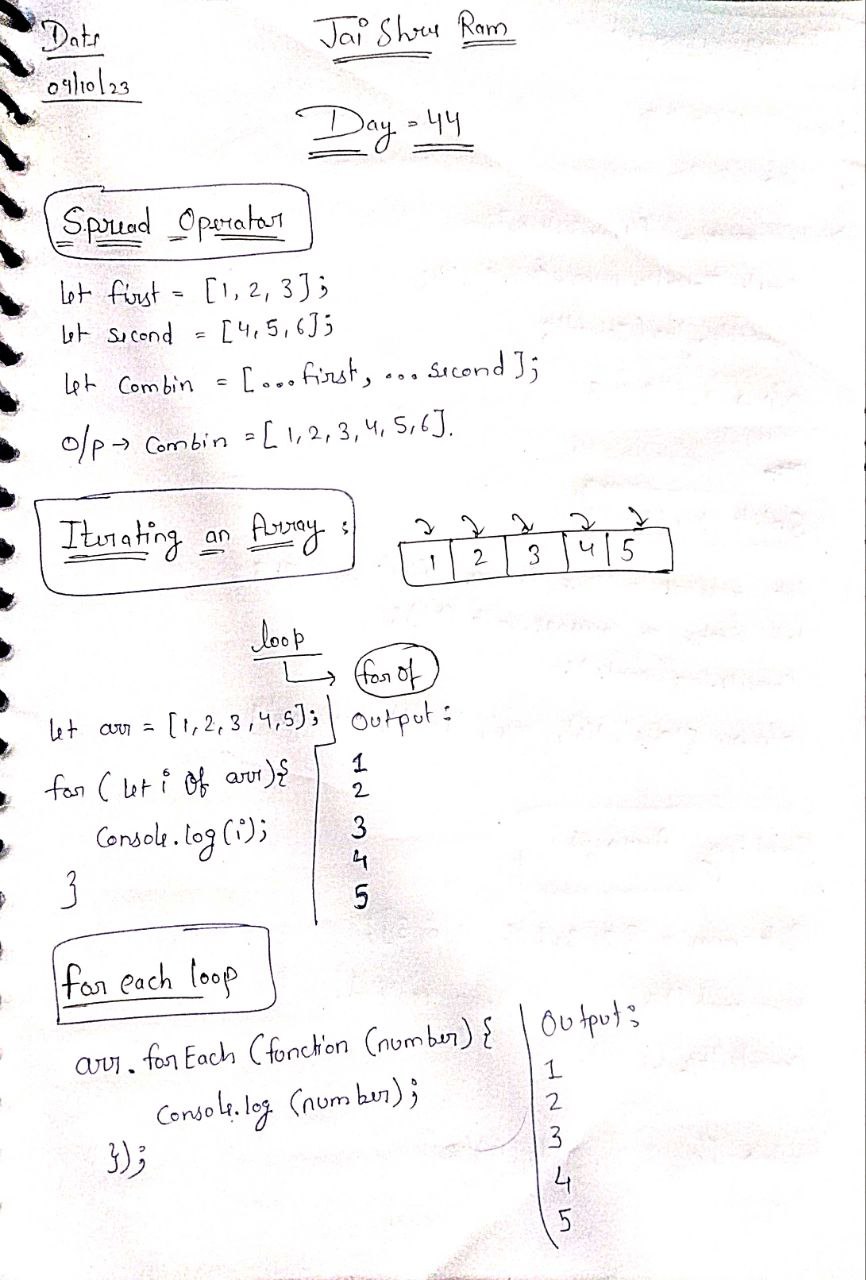 Date
09/10/23
Jai Shree Ram
Day = 44
Spread Operator
let first = [1, 2, 3];
let second = [4, 5, 6];
let Combin = [...first, ...second];
o/p → Combin = [1, 2, 3, 4, 5, 6].
Iterating an Array :
1 2 3 4 5
loop
for of
let arr = [1, 2, 3, 4, 5];
for (let i of arr){
Console.log(i);
}
Output :
1
2
3
4
5
for each loop
arr.forEach (function (number) {
Console.log (number);
});
Output :
1
2
3
4
5